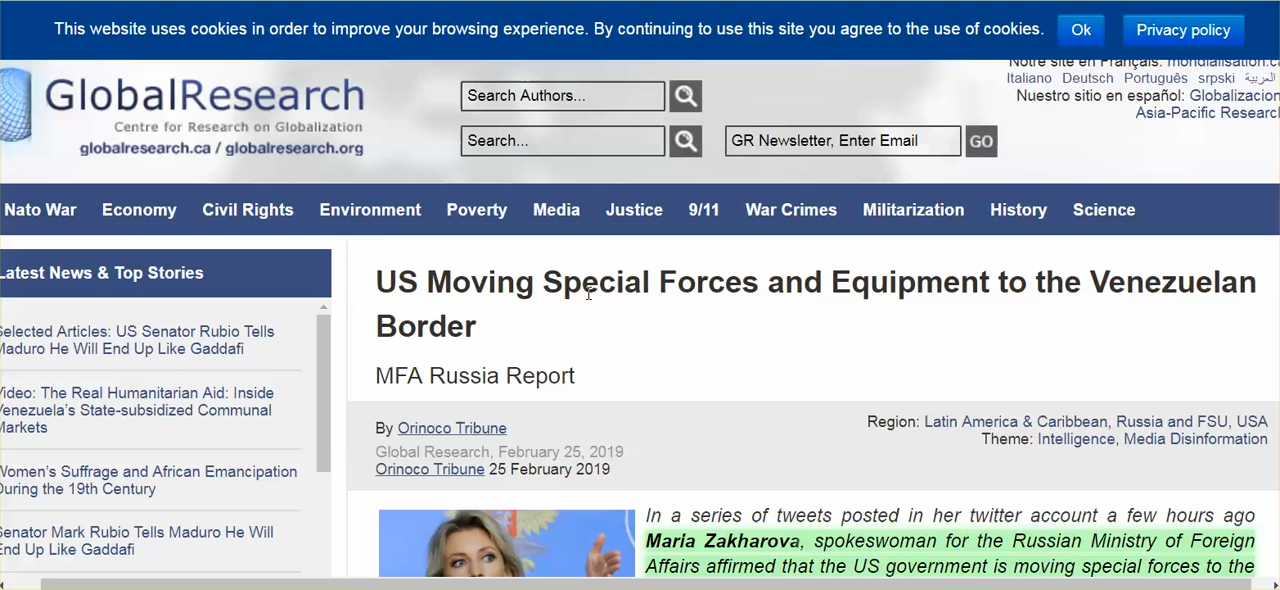 This website uses cookies in order to improve your browsing experience. By continuing to use this site you agree to the use of cookies.
Ok
Privacy policy
GlobalResearch
Centre for Research on Globalization
globalresearch.ca / globalresearch.org
Search Authors...
Search...
GR Newsletter, Enter Email
GO
Notre site en Français: mondialisation.c
Italiano Deutsch Português srpski العربية
Nuestro sitio en español: Globalizacion
Asia-Pacific Researc
Nato War Economy Civil Rights Environment Poverty Media Justice 9/11 War Crimes Militarization History Science
Latest News & Top Stories
Selected Articles: US Senator Rubio Tells
Maduro He Will End Up Like Gaddafi
Video: The Real Humanitarian Aid: Inside
Venezuela's State-subsidized Communal
Markets
Women's Suffrage and African Emancipation
During the 19th Century
Senator Mark Rubio Tells Maduro He Will
End Up Like Gaddafi
US Moving Special Forces and Equipment to the Venezuelan
Border
MFA Russia Report
By Orinoco Tribune
Global Research, February 25, 2019
Orinoco Tribune 25 February 2019
Region: Latin America & Caribbean, Russia and FSU, USA
Theme: Intelligence, Media Disinformation
In a series of tweets posted in her twitter account a few hours ago
Maria Zakharova, spokeswoman for the Russian Ministry of Foreign
Affairs affirmed that the US government is moving special forces to the